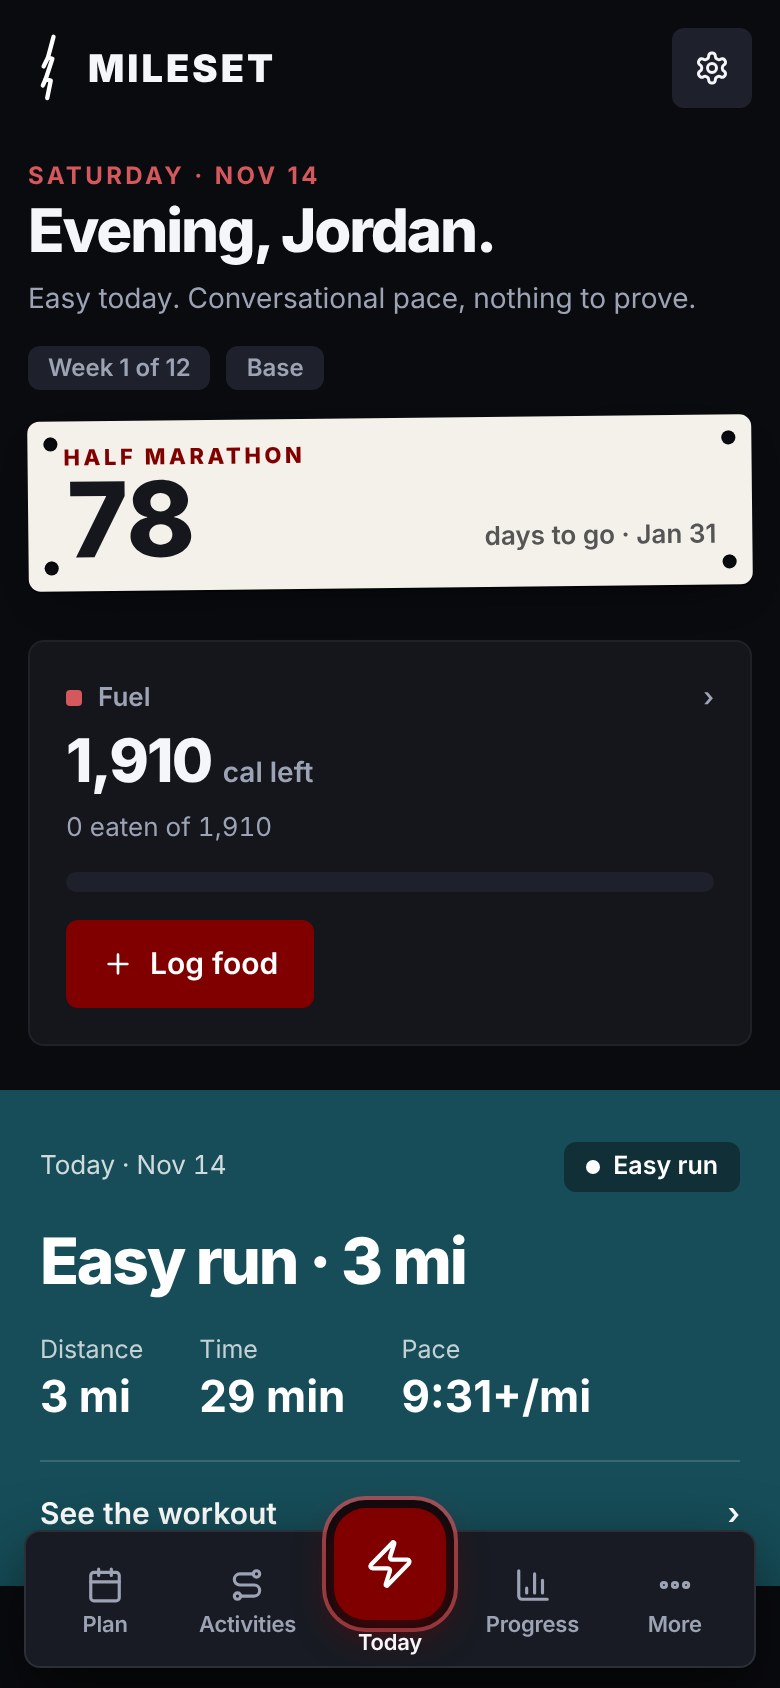 MILESET
SATURDAY · NOV 14
Evening, Jordan.
Easy today. Conversational pace, nothing to prove.
Week 1 of 12
Base
HALF MARATHON
78
days to go · Jan 31
Fuel
1,910 cal left
0 eaten of 1,910
+ Log food
Today · Nov 14
Easy run
Easy run · 3 mi
Distance Time Pace
3 mi 29 min 9:31+/mi
See the workout
Plan Activities Today Progress More